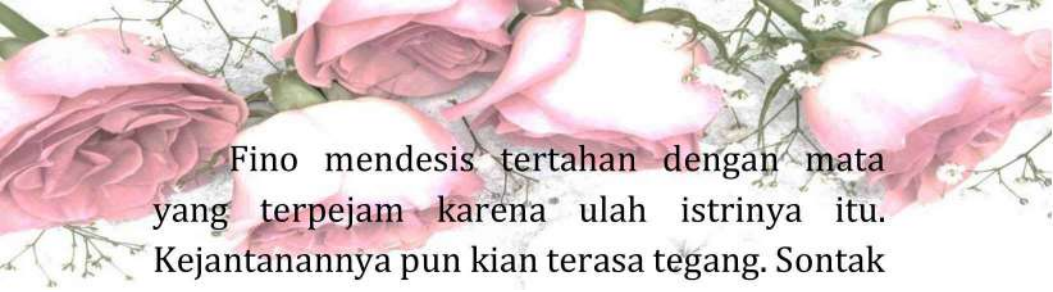 Fino mendesis tertahan dengan mata
yang terpejam karena ulah istrinya itu.
Kejantanannya pun kian terasa tegang. Sontak